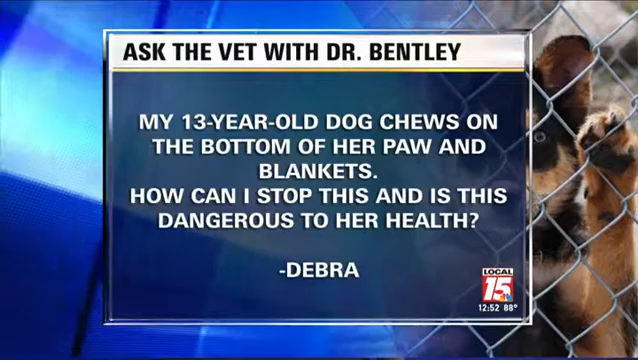 ASK THE VET WITH DR. BENTLEY
MY 13-YEAR-OLD DOG CHEWS ON
THE BOTTOM OF HER PAW AND
BLANKETS.
HOW CAN I STOP THIS AND IS THIS
DANGEROUS TO HER HEALTH?
-DEBRA
LOCAL
15
12:52 88°